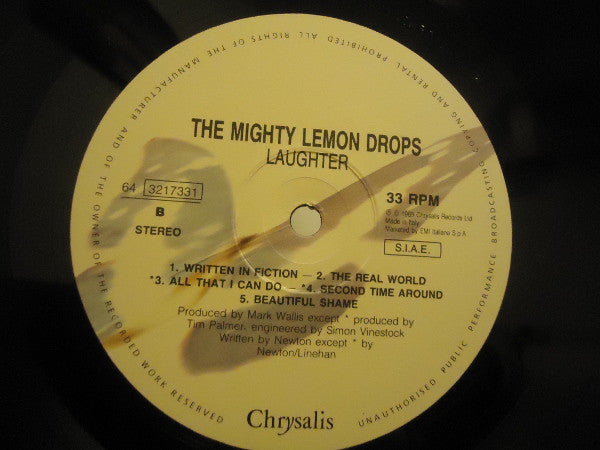 ALL RIGHTS OF THE MANUFACTURER AND OF THE OWNER OF THE RECORDED WORK RESERVED
UNAUTHORISED PUBLIC PERFORMANCE BROADCASTING COPYING AND RENTAL PROHIBITED
THE MIGHTY LEMON DROPS
LAUGHTER
64 3217331
B
STEREO
33 RPM
℗ © 1989 Chrysalis Records Ltd
Made in Italy
Marketed by EMI Italiana S.p.A
S.I.A.E.
1. WRITTEN IN FICTION – 2. THE REAL WORLD
*3. ALL THAT I CAN DO – *4. SECOND TIME AROUND
5. BEAUTIFUL SHAME
Produced by Mark Wallis except * produced by
Tim Palmer, engineered by Simon Vinestock
Written by Newton except * by
Newton/Linehan
Chrysalis